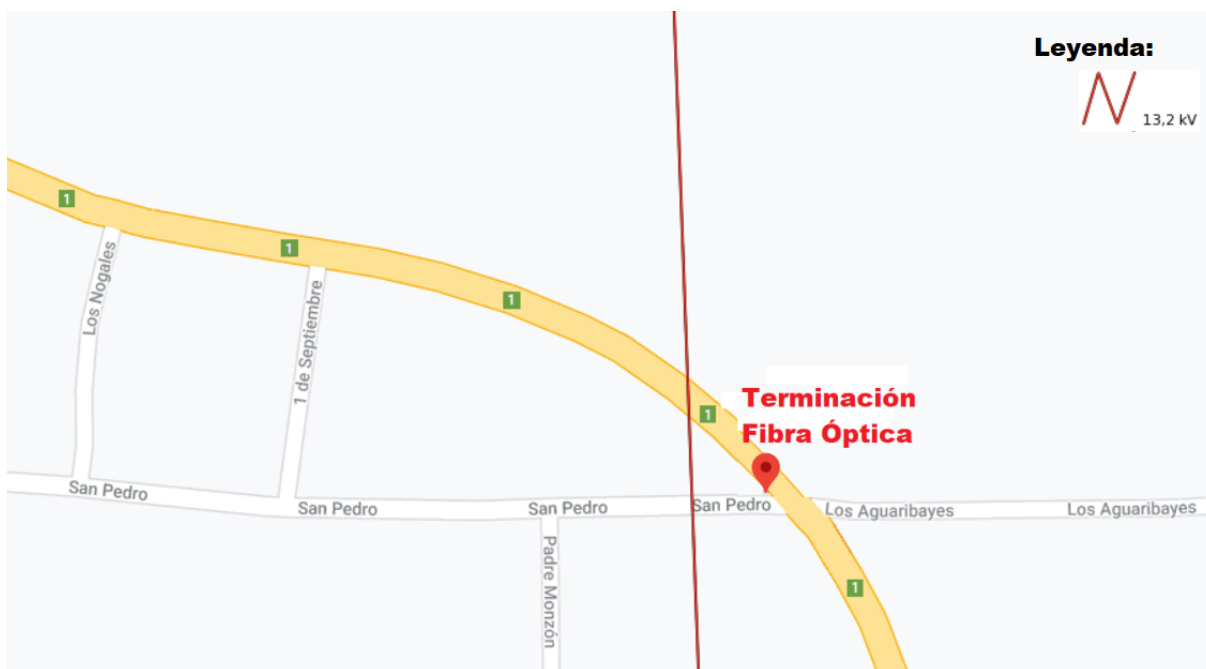 Leyenda:
13,2 kV
1
1
Los Nogales
1 de Septiembre
1
Terminación
Fibra Óptica
1
San Pedro
San Pedro
San Pedro
San Pedro
Los Aguaribayes
Los Aguaribayes
Padre Monzón
1